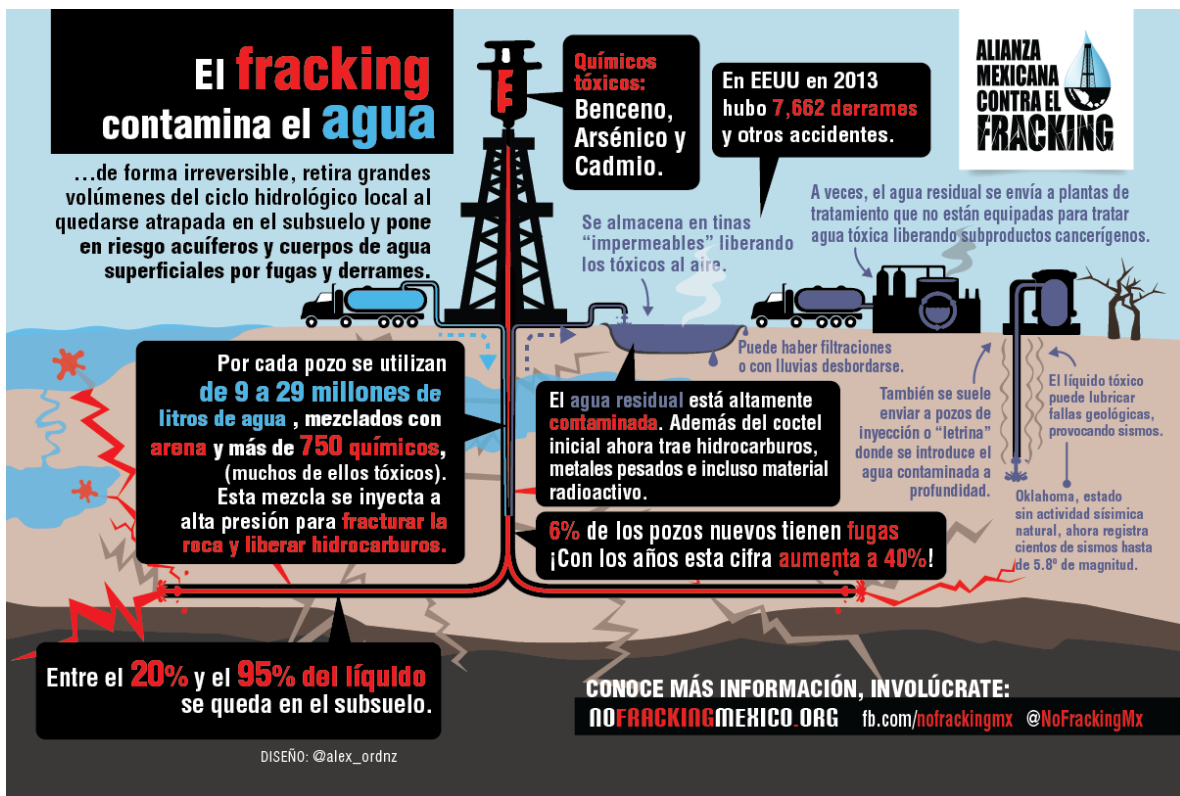 El fracking
contamina el agua
...de forma irreversible, retira grandes
volúmenes del ciclo hidrológico local al
quedarse atrapada en el subsuelo y pone
en riesgo acuíferos y cuerpos de agua
superficiales por fugas y derrames.
Químicos
tóxicos:
Benceno,
Arsénico y
Cadmio.
En EEUU en 2013
hubo 7,662 derrames
y otros accidentes.
ALIANZA
MEXICANA
CONTRA EL
FRACKING
Se almacena en tinas
“impermeables” liberando
los tóxicos al aire.
A veces, el agua residual se envía a plantas de
tratamiento que no están equipadas para tratar
agua tóxica liberando subproductos cancerígenos.
Por cada pozo se utilizan
de 9 a 29 millones de
litros de agua , mezclados con
arena y más de 750 químicos,
(muchos de ellos tóxicos).
Esta mezcla se inyecta a
alta presión para fracturar la
roca y liberar hidrocarburos.
Puede haber filtraciones
o con lluvias desbordarse.
El agua residual está altamente
contaminada. Además del coctel
inicial ahora trae hidrocarburos,
metales pesados e incluso material
radioactivo.
También se suele
enviar a pozos de
inyección o “letrina”
donde se introduce el
agua contaminada a
profundidad.
El líquido tóxico
puede lubricar
fallas geológicas,
provocando sismos.
Oklahoma, estado
sin actividad sísimica
natural, ahora registra
cientos de sismos hasta
de 5.8º de magnitud.
6% de los pozos nuevos tienen fugas
¡Con los años esta cifra aumenta a 40%!
Entre el 20% y el 95% del líquido
se queda en el subsuelo.
CONOCE MÁS INFORMACIÓN, INVOLÚCRATE:
NOFRACKINGMEXICO.ORG fb.com/nofrackingmx @NoFrackingMx
DISEÑO: @alex_ordnz